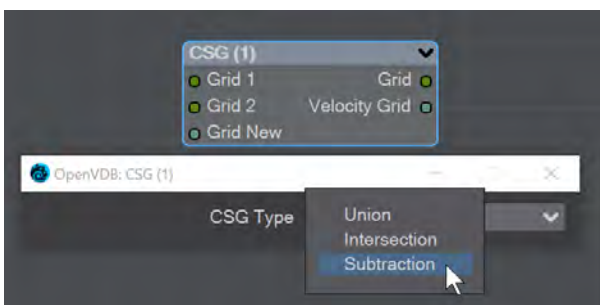 CSG (1)
Grid 1 Grid
Grid 2 Velocity Grid
Grid New
OpenVDB: CSG (1)
CSG Type
Union
Intersection
Subtraction